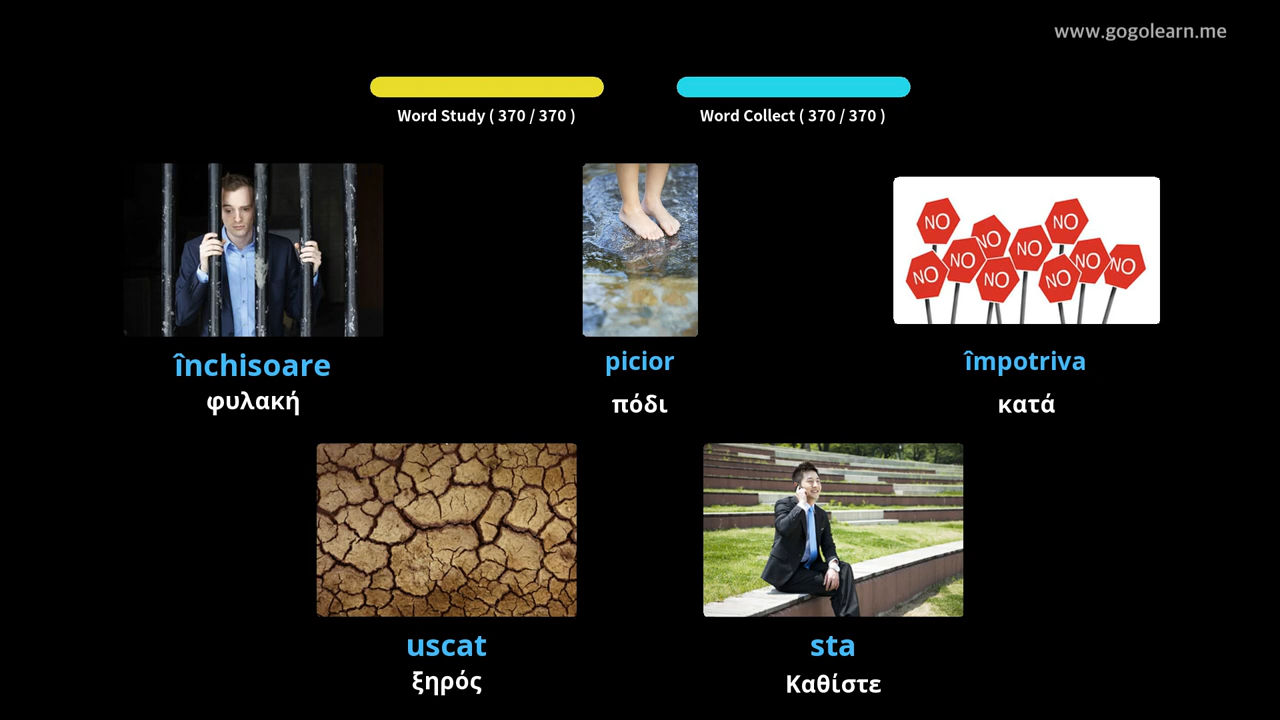 www.gogolearn.me
Word Study ( 370 / 370 )
Word Collect ( 370 / 370 )
NO
NO
NO
NO
NO
NO
NO
NO
NO
NO
închisoare
φυλακή
picior
πόδι
împotriva
κατά
uscat
ξηρός
sta
Καθίστε